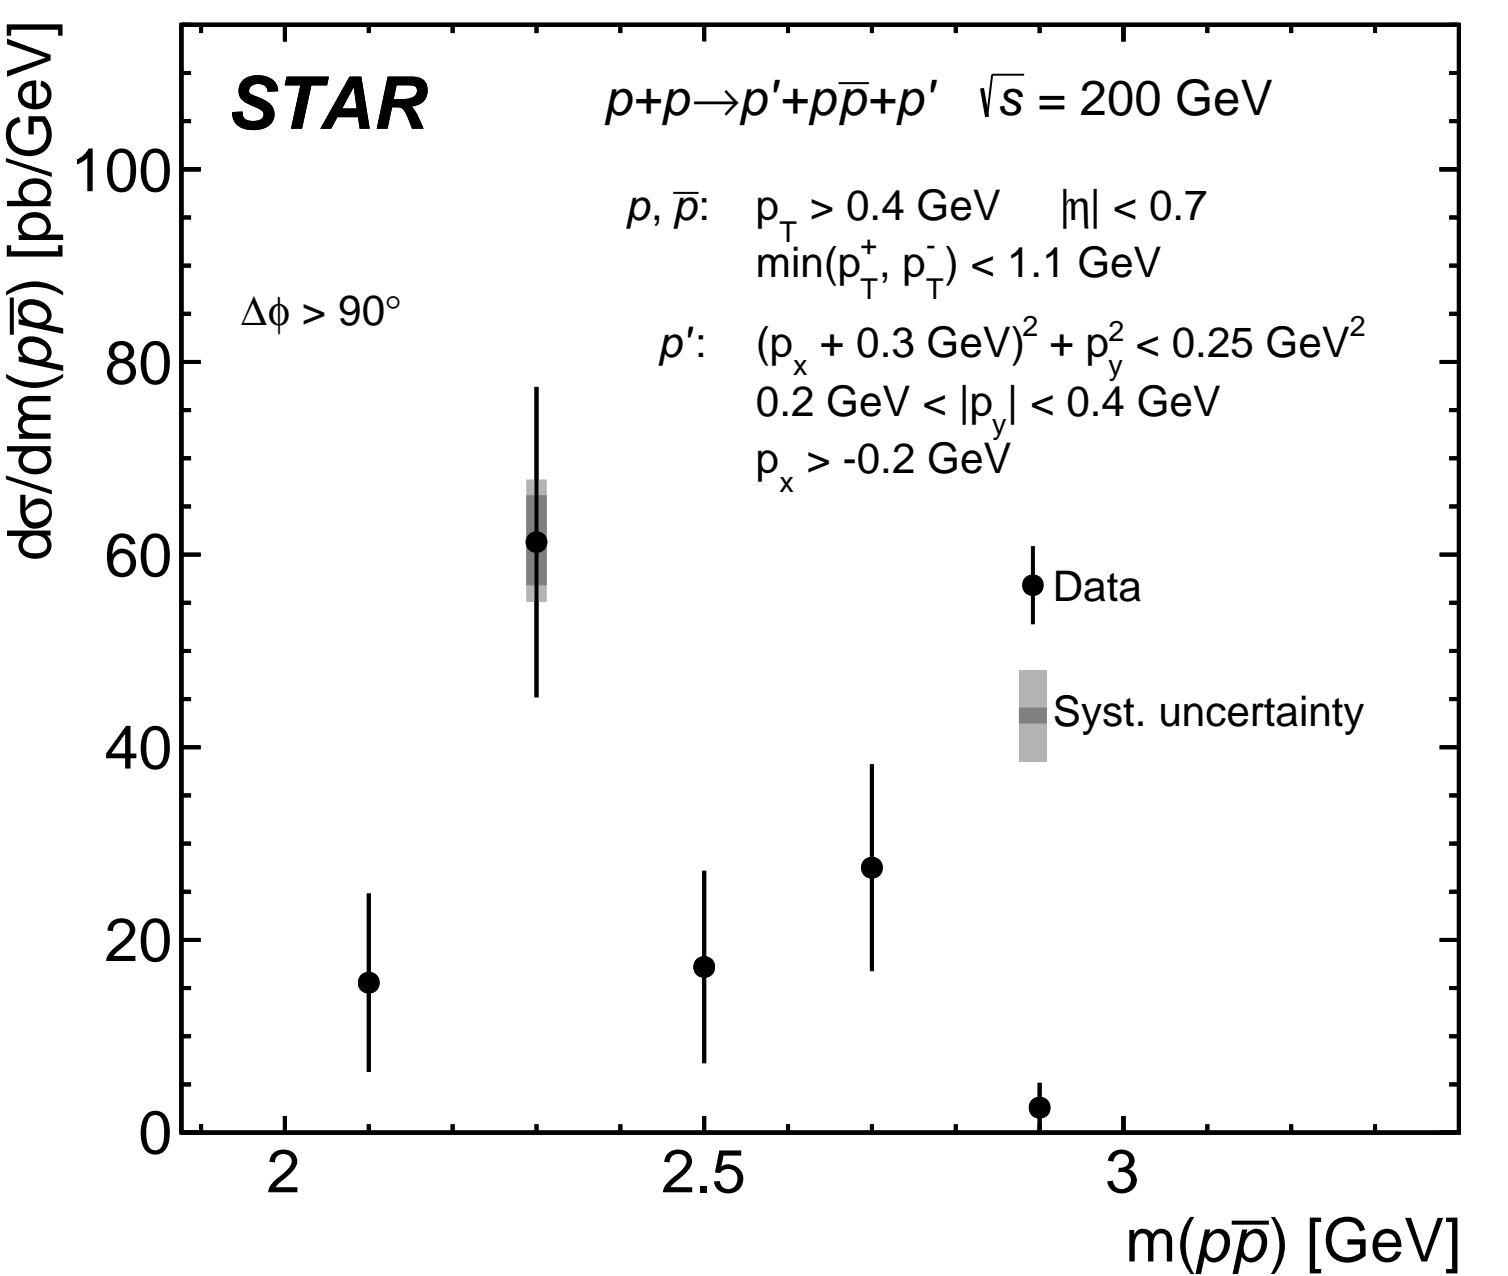 STAR p+p→p′+pp̅+p′ √s = 200 GeV
p, p̅: p_T > 0.4 GeV |η| < 0.7
min(p_T^+, p_T^-) < 1.1 GeV
Δϕ > 90°
p′: (p_x + 0.3 GeV)^2 + p_y^2 < 0.25 GeV^2
0.2 GeV < |p_y| < 0.4 GeV
p_x > -0.2 GeV
Data
Syst. uncertainty
dσ/dm(pp̅) [pb/GeV]
100
80
60
40
20
0
2 2.5 3
m(pp̅) [GeV]